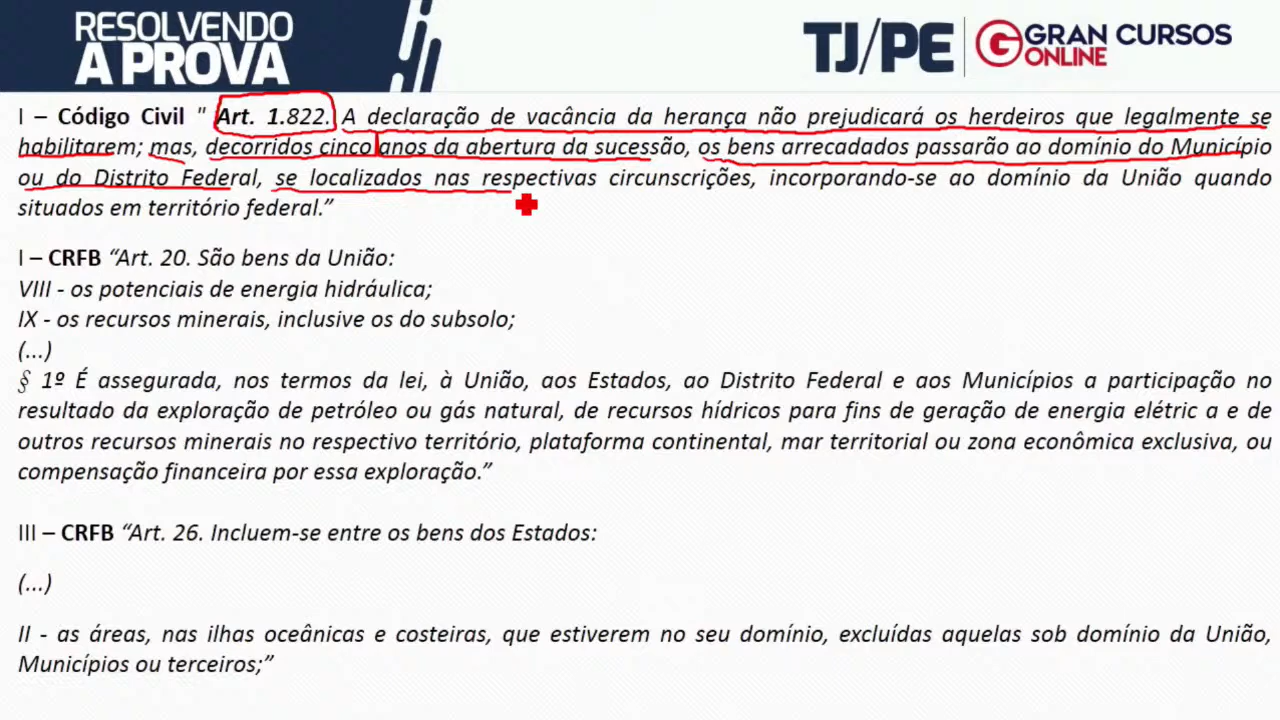 RESOLVENDO
A PROVA
TJ/PE
GRAN CURSOS
ONLINE
I – Código Civil " Art. 1.822. A declaração de vacância da herança não prejudicará os herdeiros que legalmente se
habilitarem; mas, decorridos cinco anos da abertura da sucessão, os bens arrecadados passarão ao domínio do Município
ou do Distrito Federal, se localizados nas respectivas circunscrições, incorporando-se ao domínio da União quando
situados em território federal.”
I – CRFB “Art. 20. São bens da União:
VIII - os potenciais de energia hidráulica;
IX - os recursos minerais, inclusive os do subsolo;
(...)
§ 1º É assegurada, nos termos da lei, à União, aos Estados, ao Distrito Federal e aos Municípios a participação no
resultado da exploração de petróleo ou gás natural, de recursos hídricos para fins de geração de energia elétric a e de
outros recursos minerais no respectivo território, plataforma continental, mar territorial ou zona econômica exclusiva, ou
compensação financeira por essa exploração.”
III – CRFB “Art. 26. Incluem-se entre os bens dos Estados:
(...)
II - as áreas, nas ilhas oceânicas e costeiras, que estiverem no seu domínio, excluídas aquelas sob domínio da União,
Municípios ou terceiros;”